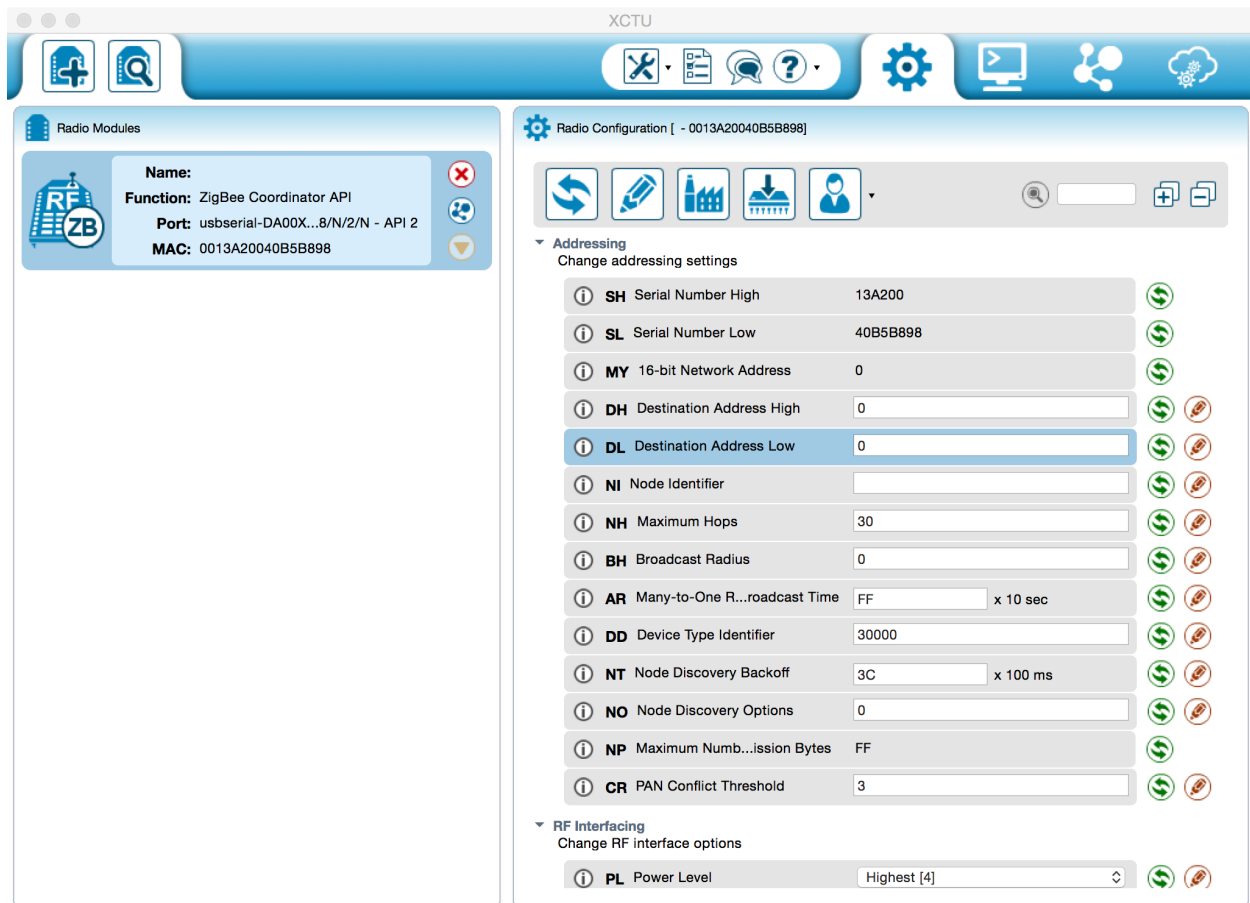 XCTU
Radio Modules
Name:
Function: ZigBee Coordinator API
Port: usbserial-DA00X...8/N/2/N - API 2
MAC: 0013A20040B5B898
RF
ZB
Radio Configuration [ - 0013A20040B5B898]
Addressing
Change addressing settings
SH Serial Number High 13A200
SL Serial Number Low 40B5B898
MY 16-bit Network Address 0
DH Destination Address High 0
DL Destination Address Low 0
NI Node Identifier
NH Maximum Hops 30
BH Broadcast Radius 0
AR Many-to-One R...roadcast Time FF x 10 sec
DD Device Type Identifier 30000
NT Node Discovery Backoff 3C x 100 ms
NO Node Discovery Options 0
NP Maximum Numb...ission Bytes FF
CR PAN Conflict Threshold 3
RF Interfacing
Change RF interface options
PL Power Level Highest [4]